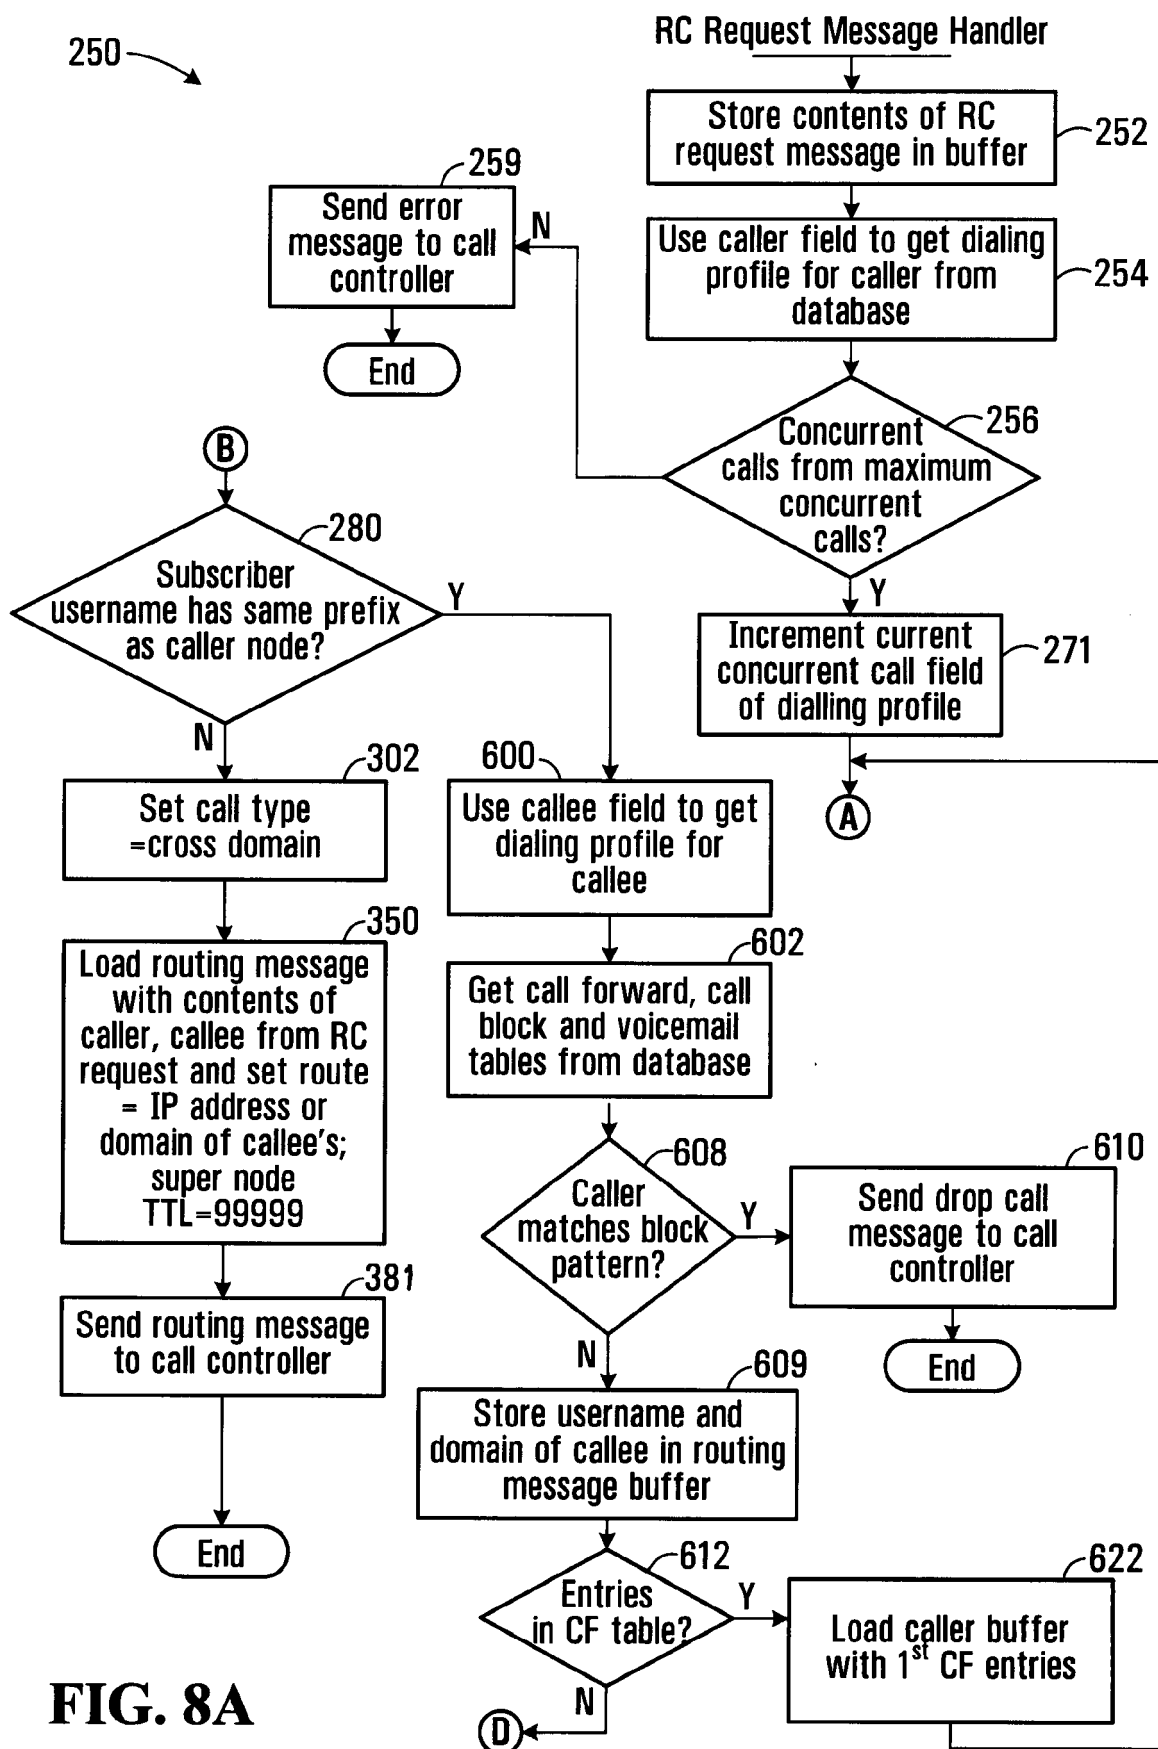 250
RC Request Message Handler
Store contents of RC
request message in buffer
252
Use caller field to get dialing
profile for caller from
database
254
259
Send error
message to call
controller
N
End
Concurrent
calls from maximum
concurrent
calls?
256
Y
Increment current
concurrent call field
of dialling profile
271
A
B
280
Subscriber
username has same prefix
as caller node?
Y
N
302
Set call type
=cross domain
350
Load routing message
with contents of
caller, callee from RC
request and set route
= IP address or
domain of callee's;
super node
TTL=99999
381
Send routing message
to call controller
End
600
Use callee field to get
dialing profile for
callee
602
Get call forward, call
block and voicemail
tables from database
608
Caller
matches block
pattern?
Y
610
Send drop call
message to call
controller
End
N
609
Store username and
domain of callee in routing
message buffer
612
Entries
in CF table?
Y
622
Load caller buffer
with 1st CF entries
N
D
FIG. 8A